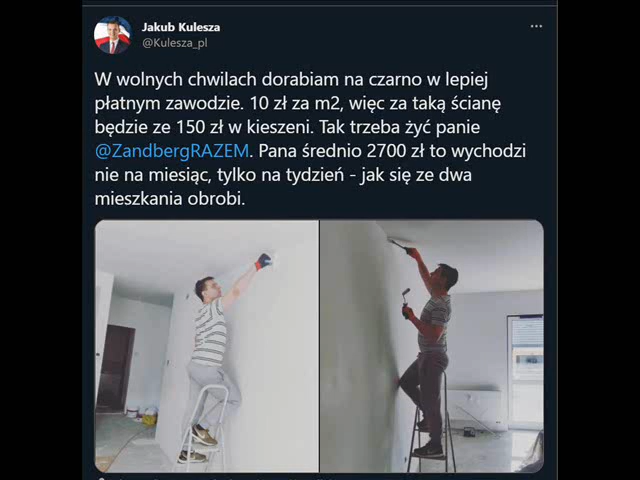 Jakub Kulesza
@Kulesza_pl
W wolnych chwilach dorabiam na czarno w lepiej
płatnym zawodzie. 10 zł za m2, więc za taką ścianę
będzie ze 150 zł w kieszeni. Tak trzeba żyć panie
@ZandbergRAZEM. Pana średnio 2700 zł to wychodzi
nie na miesiąc, tylko na tydzień - jak się ze dwa
mieszkania obrobi.